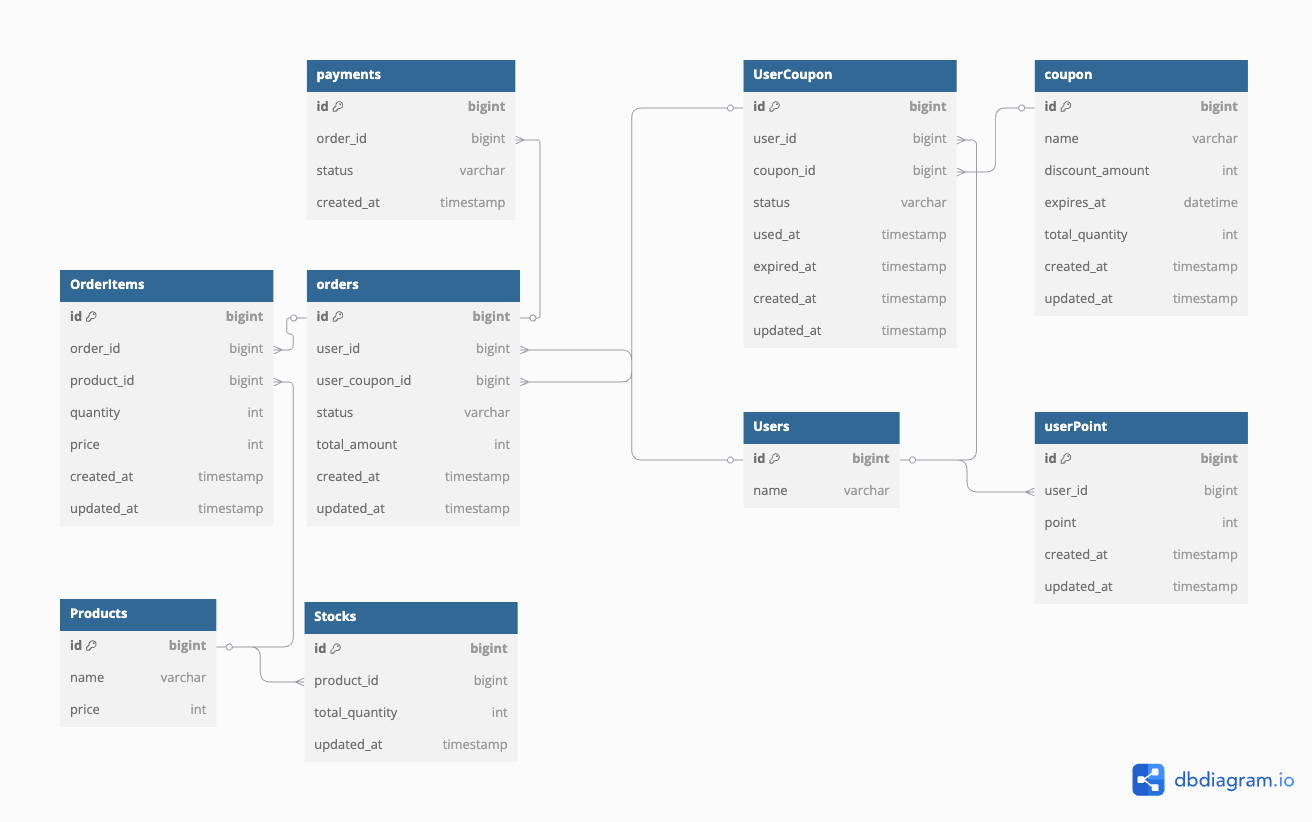 payments
id bigint
order_id bigint
status varchar
created_at timestamp
UserCoupon
id bigint
user_id bigint
coupon_id bigint
status varchar
used_at timestamp
expired_at timestamp
created_at timestamp
updated_at timestamp
coupon
id bigint
name varchar
discount_amount int
expires_at datetime
total_quantity int
created_at timestamp
updated_at timestamp
OrderItems
id bigint
order_id bigint
product_id bigint
quantity int
price int
created_at timestamp
updated_at timestamp
orders
id bigint
user_id bigint
user_coupon_id bigint
status varchar
total_amount int
created_at timestamp
updated_at timestamp
Users
id bigint
name varchar
userPoint
id bigint
user_id bigint
point int
created_at timestamp
updated_at timestamp
Products
id bigint
name varchar
price int
Stocks
id bigint
product_id bigint
total_quantity int
updated_at timestamp
dbdiagram.io